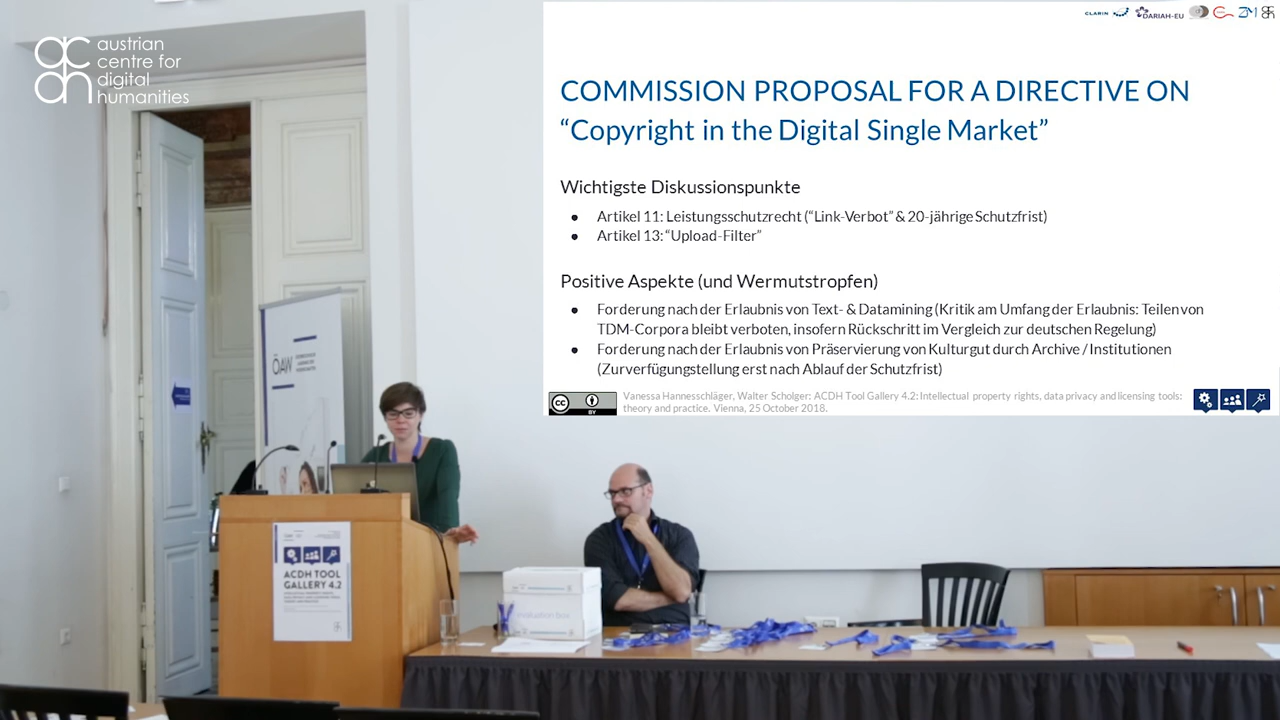 austrian
centre for
digital
humanities
CLARIN
DARIAH-EU
COMMISSION PROPOSAL FOR A DIRECTIVE ON
“Copyright in the Digital Single Market”
Wichtigste Diskussionspunkte
● Artikel 11: Leistungsschutzrecht (“Link-Verbot” & 20-jährige Schutzfrist)
● Artikel 13: “Upload-Filter”
Positive Aspekte (und Wermutstropfen)
● Forderung nach der Erlaubnis von Text- & Datamining (Kritik am Umfang der Erlaubnis: Teilen von
TDM-Corpora bleibt verboten, insofern Rückschritt im Vergleich zur deutschen Regelung)
● Forderung nach der Erlaubnis von Präservierung von Kulturgut durch Archive / Institutionen
(Zurverfügungstellung erst nach Ablauf der Schutzfrist)
cc
BY
Vanessa Hannesschläger, Walter Scholger: ACDH Tool Gallery 4.2: Intellectual property rights, data privacy and licensing tools:
theory and practice. Vienna, 25 October 2018.
ÖAW
ACDH TOOL
GALLERY 4.2
evaluation box